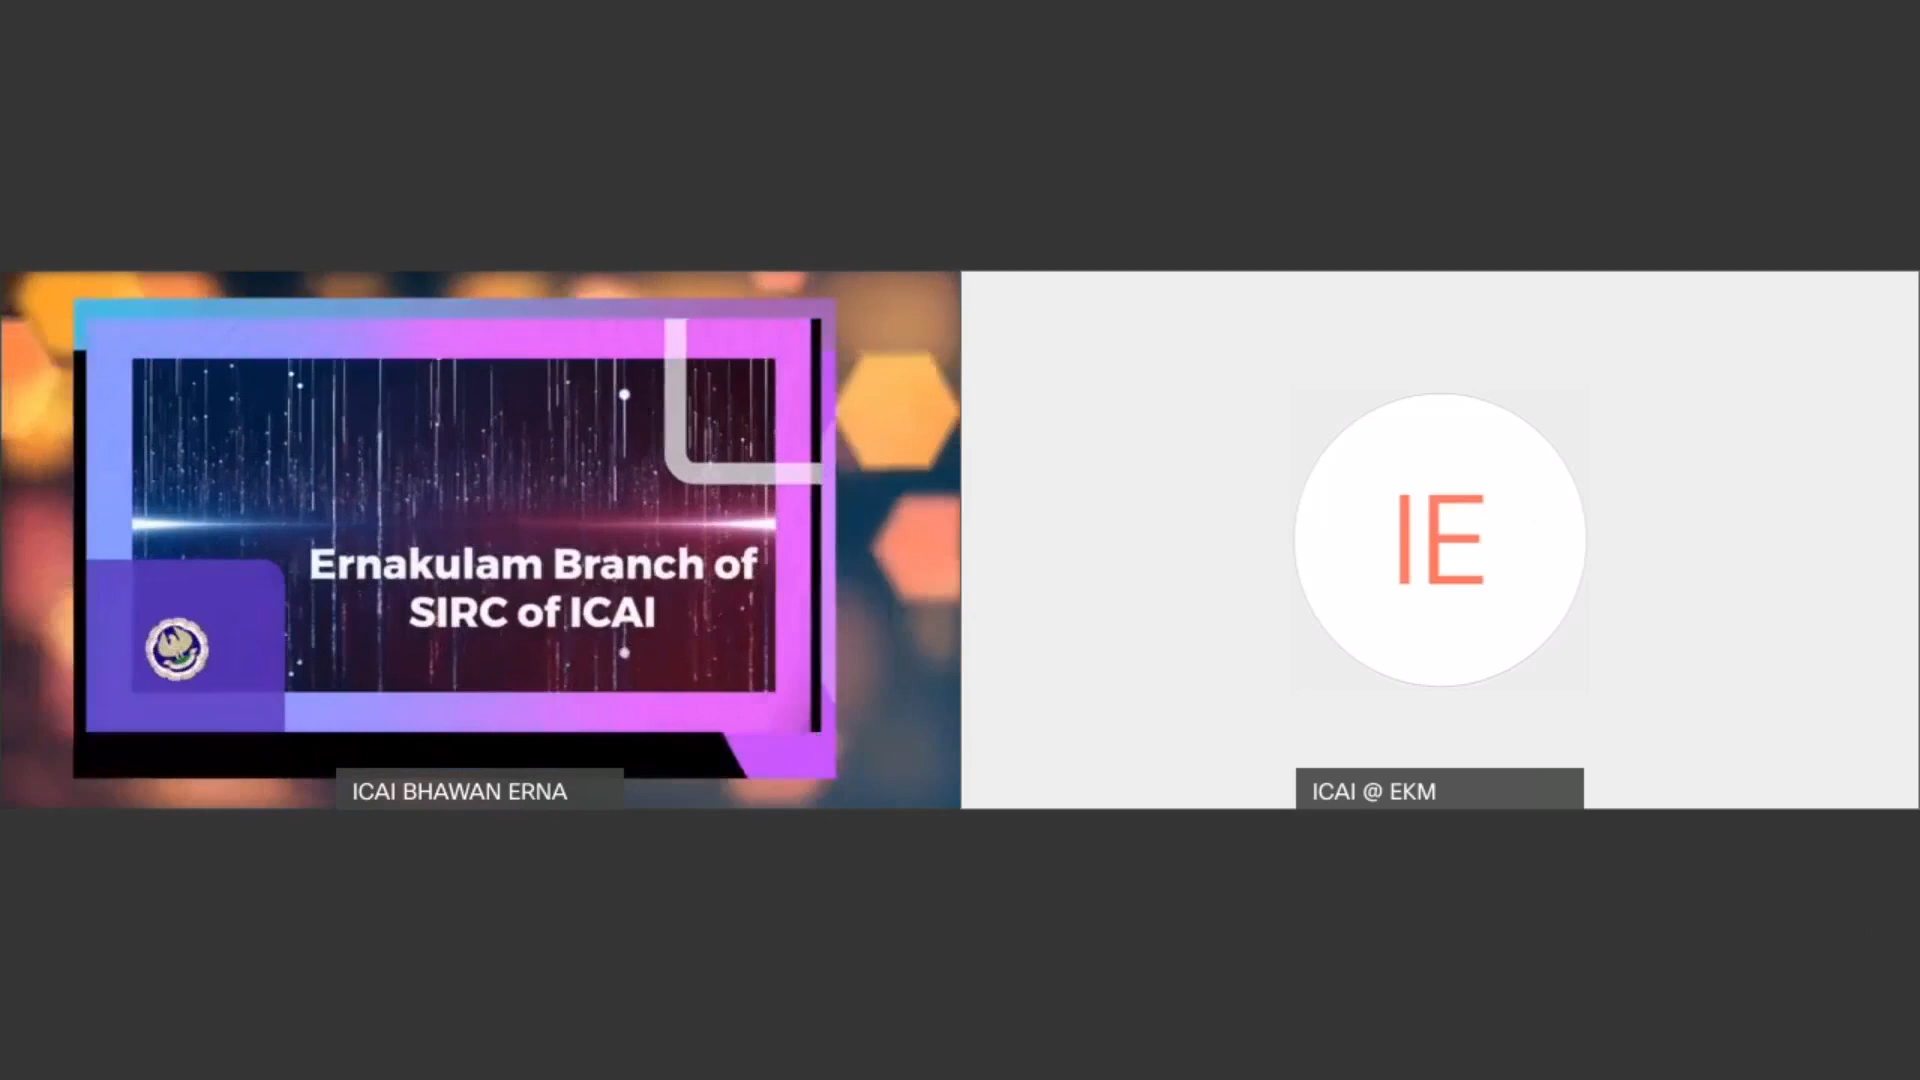 Ernakulam Branch of
SIRC of ICAI
ICAI BHAWAN ERNA
IE
ICAI @ EKM